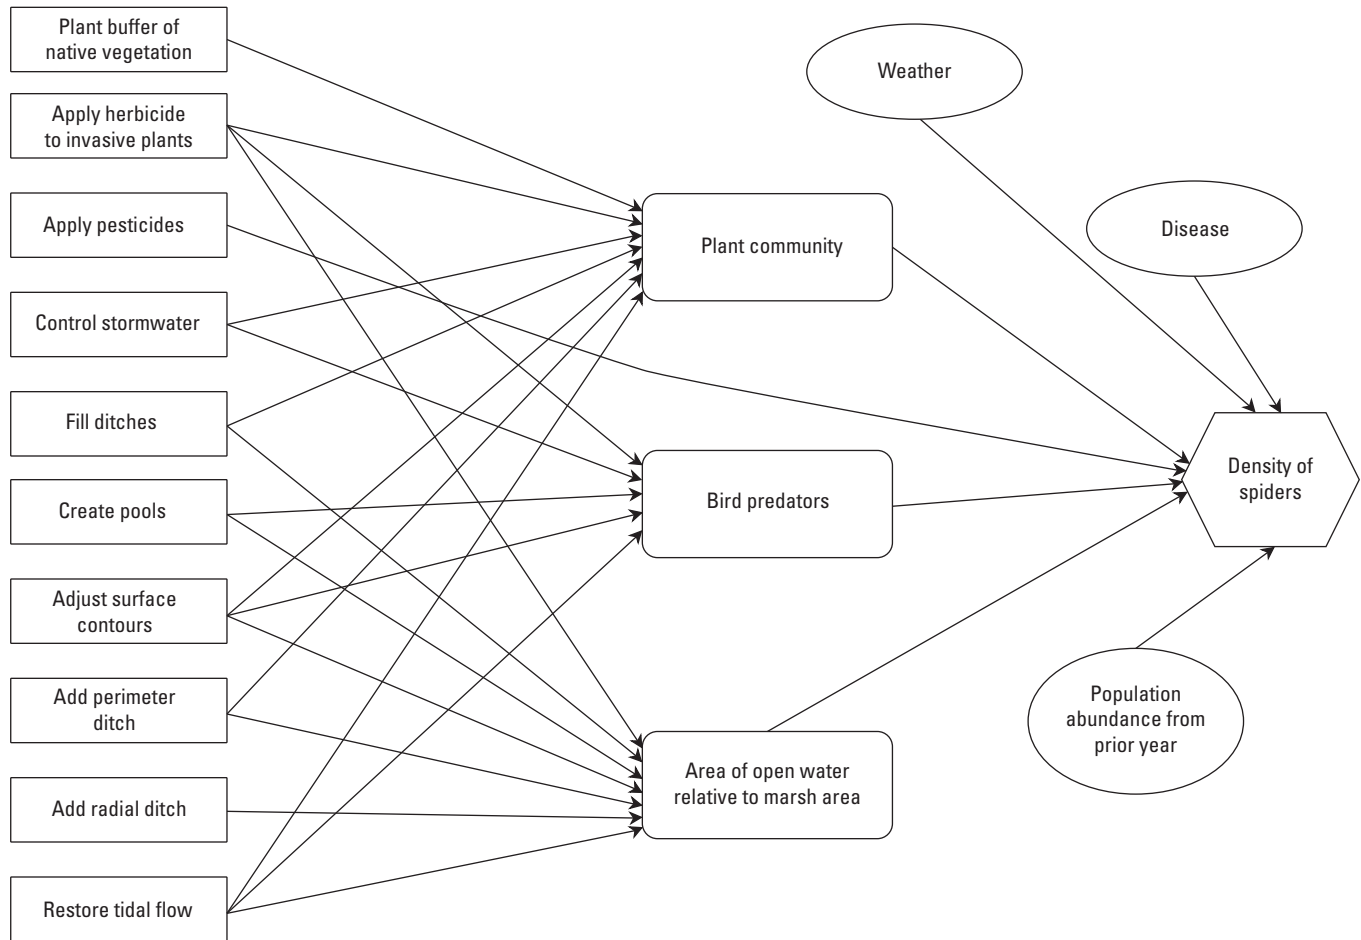 Plant buffer of
native vegetation
Apply herbicide
to invasive plants
Apply pesticides
Control stormwater
Fill ditches
Create pools
Adjust surface
contours
Add perimeter
ditch
Add radial ditch
Restore tidal flow
Plant community
Bird predators
Area of open water
relative to marsh area
Weather
Disease
Density of
spiders
Population
abundance from
prior year